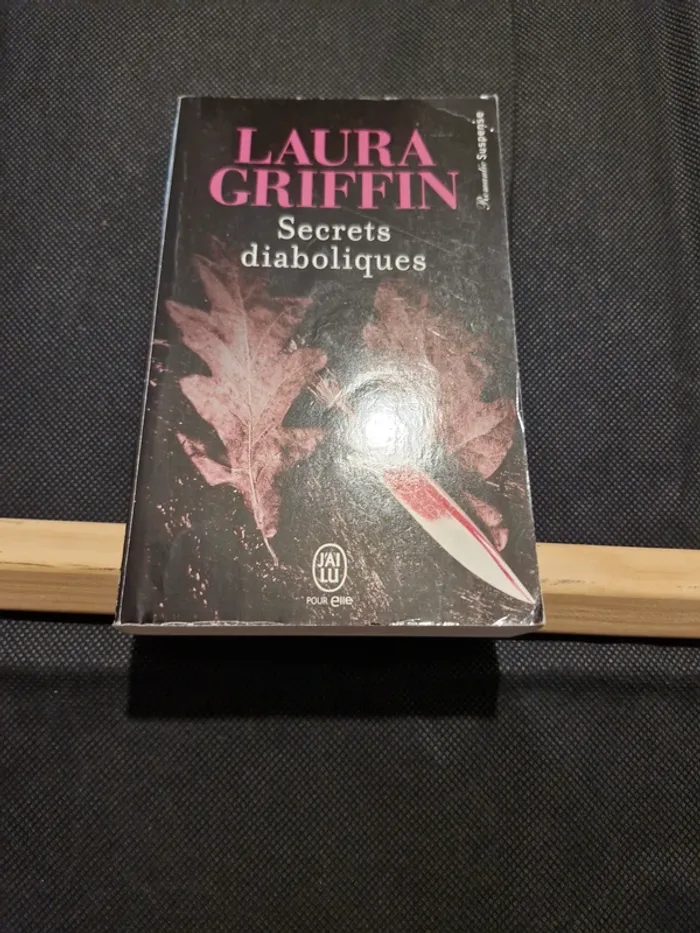 LAURA
GRIFFIN
Secrets
diaboliques
Romantic Suspense
J'AI
LU
POUR elle